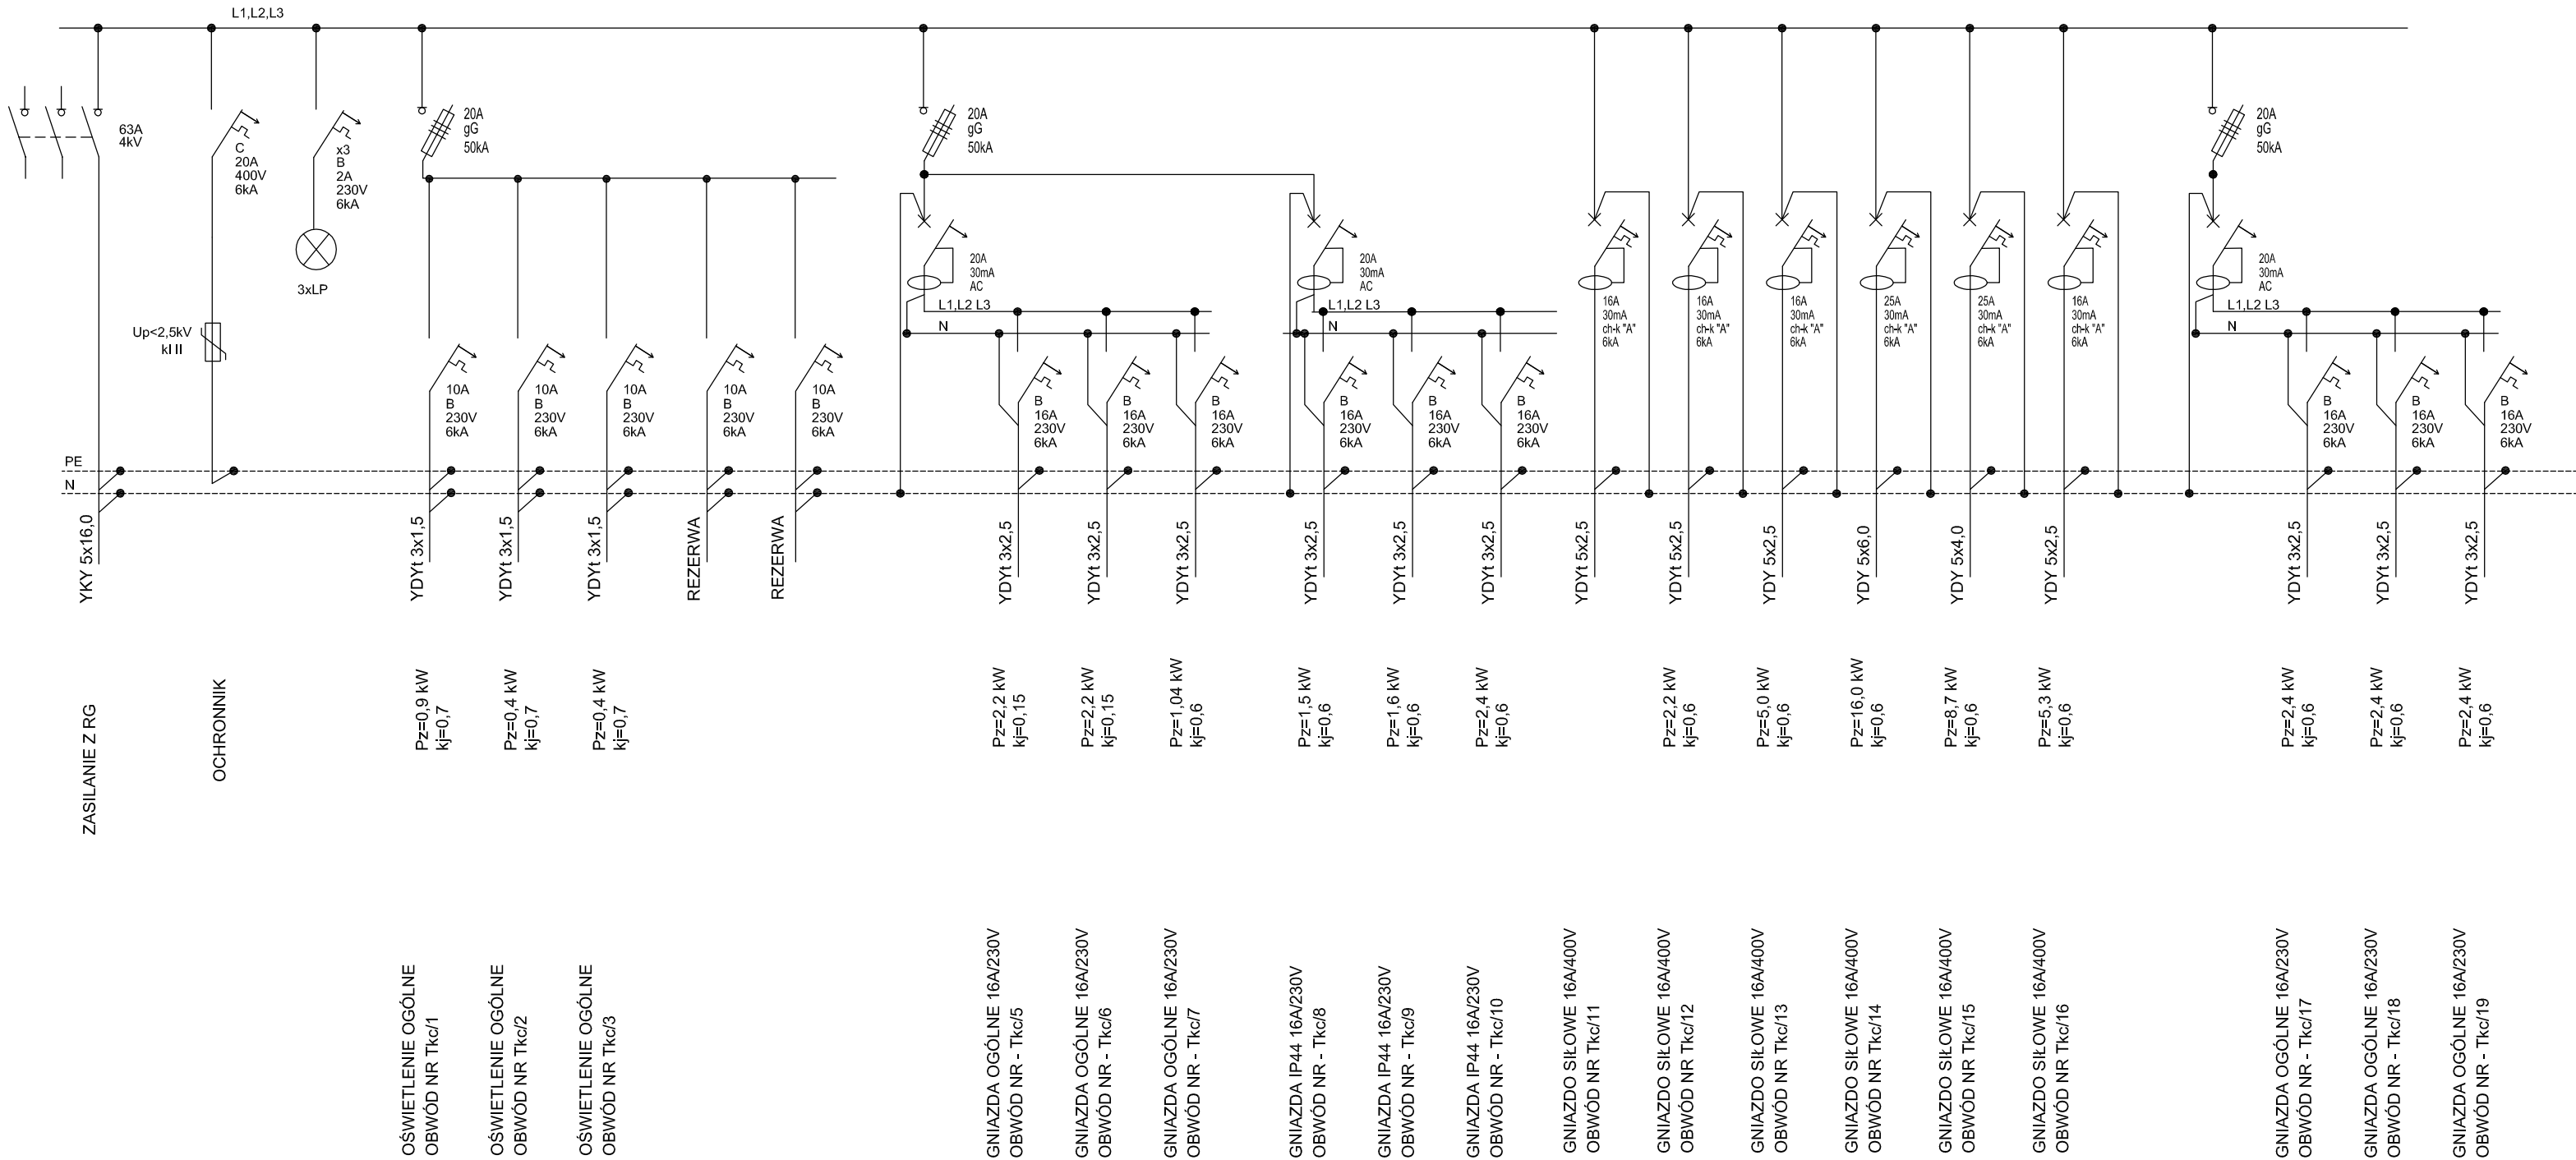 L1,L2,L3
63A
4kV
C
20A
400V
6kA
x3
B
2A
230V
6kA
3xLP
Up<2,5kV
kl II
20A
gG
50kA
20A
gG
50kA
20A
gG
50kA
20A
30mA
AC
L1,L2 L3
N
20A
30mA
AC
L1,L2 L3
N
16A
30mA
ch-k "A"
6kA
16A
30mA
ch-k "A"
6kA
16A
30mA
ch-k "A"
6kA
25A
30mA
ch-k "A"
6kA
25A
30mA
ch-k "A"
6kA
16A
30mA
ch-k "A"
6kA
20A
30mA
AC
L1,L2 L3
N
10A
B
230V
6kA
10A
B
230V
6kA
10A
B
230V
6kA
10A
B
230V
6kA
10A
B
230V
6kA
B
16A
230V
6kA
B
16A
230V
6kA
B
16A
230V
6kA
B
16A
230V
6kA
B
16A
230V
6kA
B
16A
230V
6kA
B
16A
230V
6kA
B
16A
230V
6kA
B
16A
230V
6kA
PE
N
YKY 5x16,0
YDYt 3x1,5
YDYt 3x1,5
YDYt 3x1,5
REZERWA
REZERWA
YDYt 3x2,5
YDYt 3x2,5
YDYt 3x2,5
YDYt 3x2,5
YDYt 3x2,5
YDYt 3x2,5
YDYt 5x2,5
YDYt 5x2,5
YDY 5x2,5
YDY 5x6,0
YDY 5x4,0
YDY 5x2,5
YDYt 3x2,5
YDYt 3x2,5
YDYt 3x2,5
ZASILANIE Z RG
OCHRONNIK
Pz=0,9 kW
kj=0,7
Pz=0,4 kW
kj=0,7
Pz=0,4 kW
kj=0,7
Pz=2,2 kW
kj=0,15
Pz=2,2 kW
kj=0,15
Pz=1,04 kW
kj=0,6
Pz=1,5 kW
kj=0,6
Pz=1,6 kW
kj=0,6
Pz=2,4 kW
kj=0,6
Pz=2,2 kW
kj=0,6
Pz=5,0 kW
kj=0,6
Pz=16,0 kW
kj=0,6
Pz=8,7 kW
kj=0,6
Pz=5,3 kW
kj=0,6
Pz=2,4 kW
kj=0,6
Pz=2,4 kW
kj=0,6
Pz=2,4 kW
kj=0,6
OŚWIETLENIE OGÓLNE
OBWÓD NR Tkc/1
OŚWIETLENIE OGÓLNE
OBWÓD NR Tkc/2
OŚWIETLENIE OGÓLNE
OBWÓD NR Tkc/3
GNIAZDA OGÓLNE 16A/230V
OBWÓD NR - Tkc/5
GNIAZDA OGÓLNE 16A/230V
OBWÓD NR - Tkc/6
GNIAZDA OGÓLNE 16A/230V
OBWÓD NR - Tkc/7
GNIAZDA IP44 16A/230V
OBWÓD NR - Tkc/8
GNIAZDA IP44 16A/230V
OBWÓD NR - Tkc/9
GNIAZDA IP44 16A/230V
OBWÓD NR - Tkc/10
GNIAZDO SIŁOWE 16A/400V
OBWÓD NR Tkc/11
GNIAZDO SIŁOWE 16A/400V
OBWÓD NR Tkc/12
GNIAZDO SIŁOWE 16A/400V
OBWÓD NR Tkc/13
GNIAZDO SIŁOWE 16A/400V
OBWÓD NR Tkc/14
GNIAZDO SIŁOWE 16A/400V
OBWÓD NR Tkc/15
GNIAZDO SIŁOWE 16A/400V
OBWÓD NR Tkc/16
GNIAZDA OGÓLNE 16A/230V
OBWÓD NR - Tkc/17
GNIAZDA OGÓLNE 16A/230V
OBWÓD NR - Tkc/18
GNIAZDA OGÓLNE 16A/230V
OBWÓD NR - Tkc/19